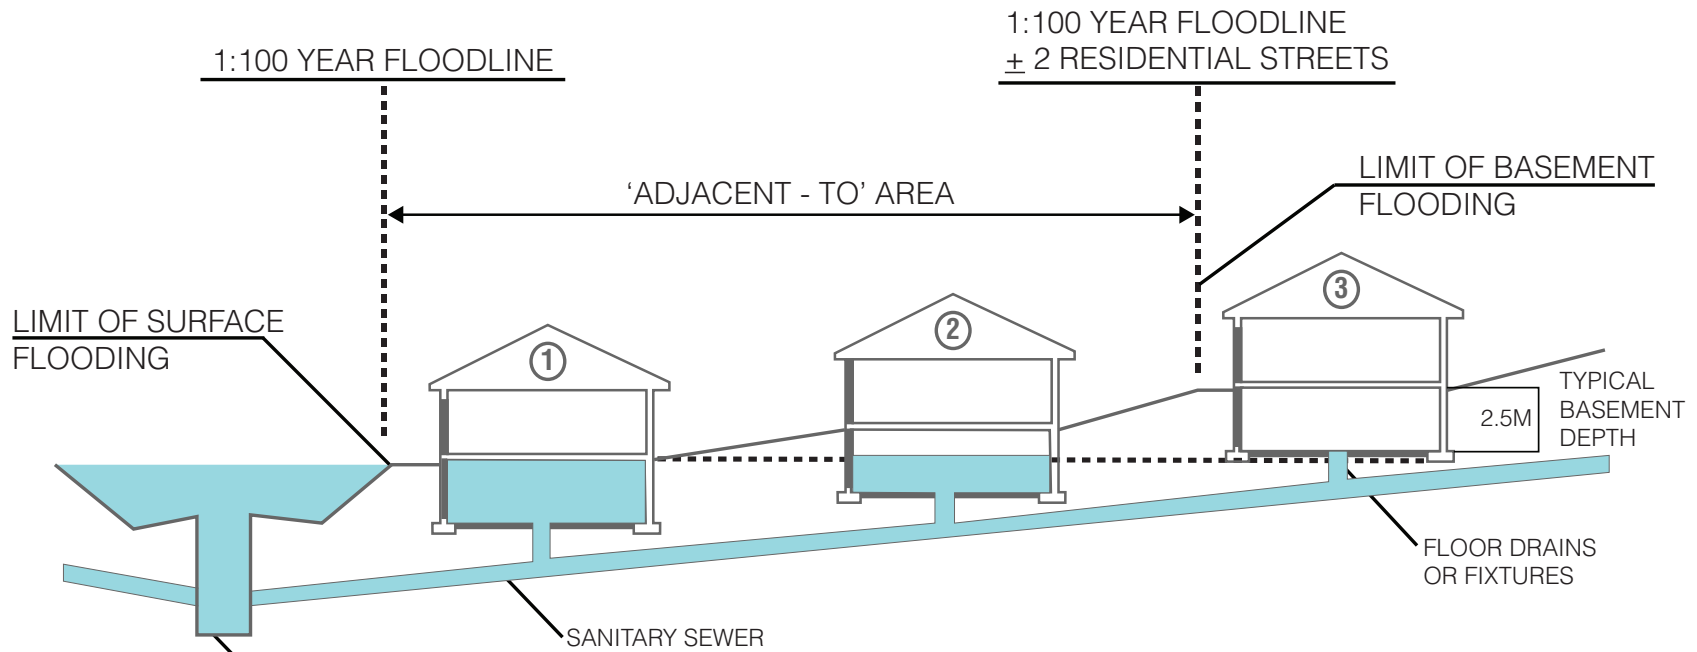 1:100 YEAR FLOODLINE
1:100 YEAR FLOODLINE
± 2 RESIDENTIAL STREETS
'ADJACENT - TO' AREA
LIMIT OF BASEMENT
FLOODING
LIMIT OF SURFACE
FLOODING
1
2
3
2.5M
TYPICAL
BASEMENT
DEPTH
FLOOR DRAINS
OR FIXTURES
SANITARY SEWER